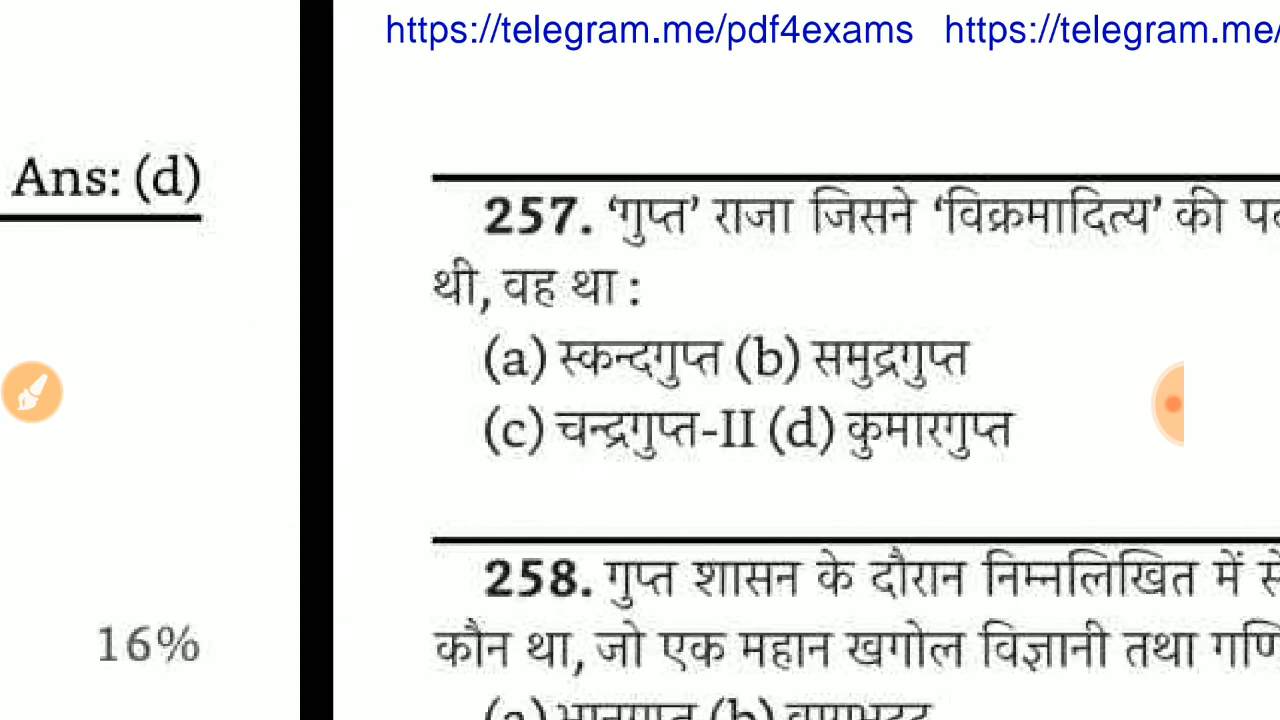 https://telegram.me/pdf4exams https://telegram.me/
Ans: (d)
257. ‘गुप्त’ राजा जिसने ‘विक्रमादित्य’ की
थी, वह था :
(a) स्कन्दगुप्त (b) समुद्रगुप्त
(c) चन्द्रगुप्त-II (d) कुमारगुप्त
258. गुप्त शासन के दौरान निम्नलिखित में
कौन था, जो एक महान खगोल विज्ञानी तथा
16%